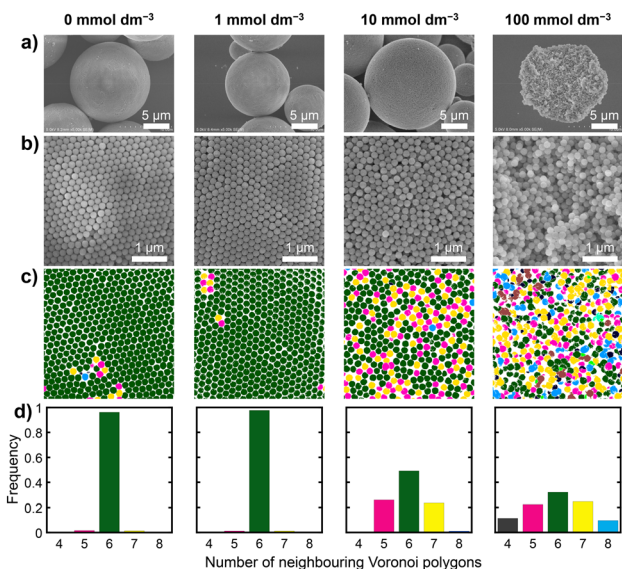 0 mmol dm⁻³ 1 mmol dm⁻³ 10 mmol dm⁻³ 100 mmol dm⁻³
a)
5 µm 5 µm 5 µm 5 µm
b)
1 µm 1 µm 1 µm 1 µm
c)
d)
Frequency
1
0.8
0.6
0.4
0.2
0
4 5 6 7 8 4 5 6 7 8 4 5 6 7 8 4 5 6 7 8
Number of neighbouring Voronoi polygons